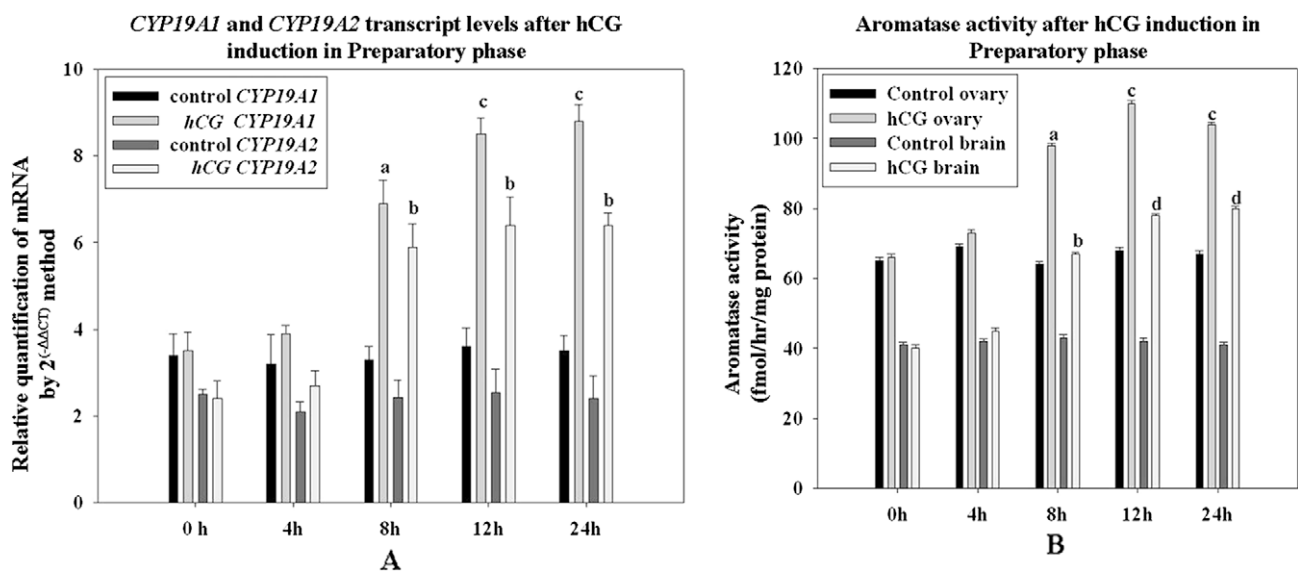 CYP19A1 and CYP19A2 transcript levels after hCG
induction in Preparatory phase
Relative quantification of mRNA
by 2(-ΔΔCT) method
10
8
6
4
2
0
control CYP19A1
hCG CYP19A1
control CYP19A2
hCG CYP19A2
a
b
c
b
c
b
0 h
4h
8h
12h
24h
A
Aromatase activity after hCG induction in
Preparatory phase
Aromatase activity
(fmol/hr/mg protein)
120
100
80
60
40
20
0
Control ovary
hCG ovary
Control brain
hCG brain
a
b
c
d
c
d
0h
4h
8h
12h
24h
B